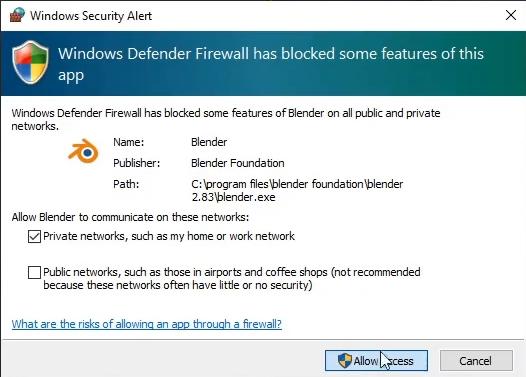 Windows Security Alert
Windows Defender Firewall has blocked some features of this
app
Windows Defender Firewall has blocked some features of Blender on all public and private
networks.
Name: Blender
Publisher: Blender Foundation
Path: C:\program files\blender foundation\blender
2.83\blender.exe
Allow Blender to communicate on these networks:
Private networks, such as my home or work network
Public networks, such as those in airports and coffee shops (not recommended
because these networks often have little or no security)
What are the risks of allowing an app through a firewall?
Allow access
Cancel